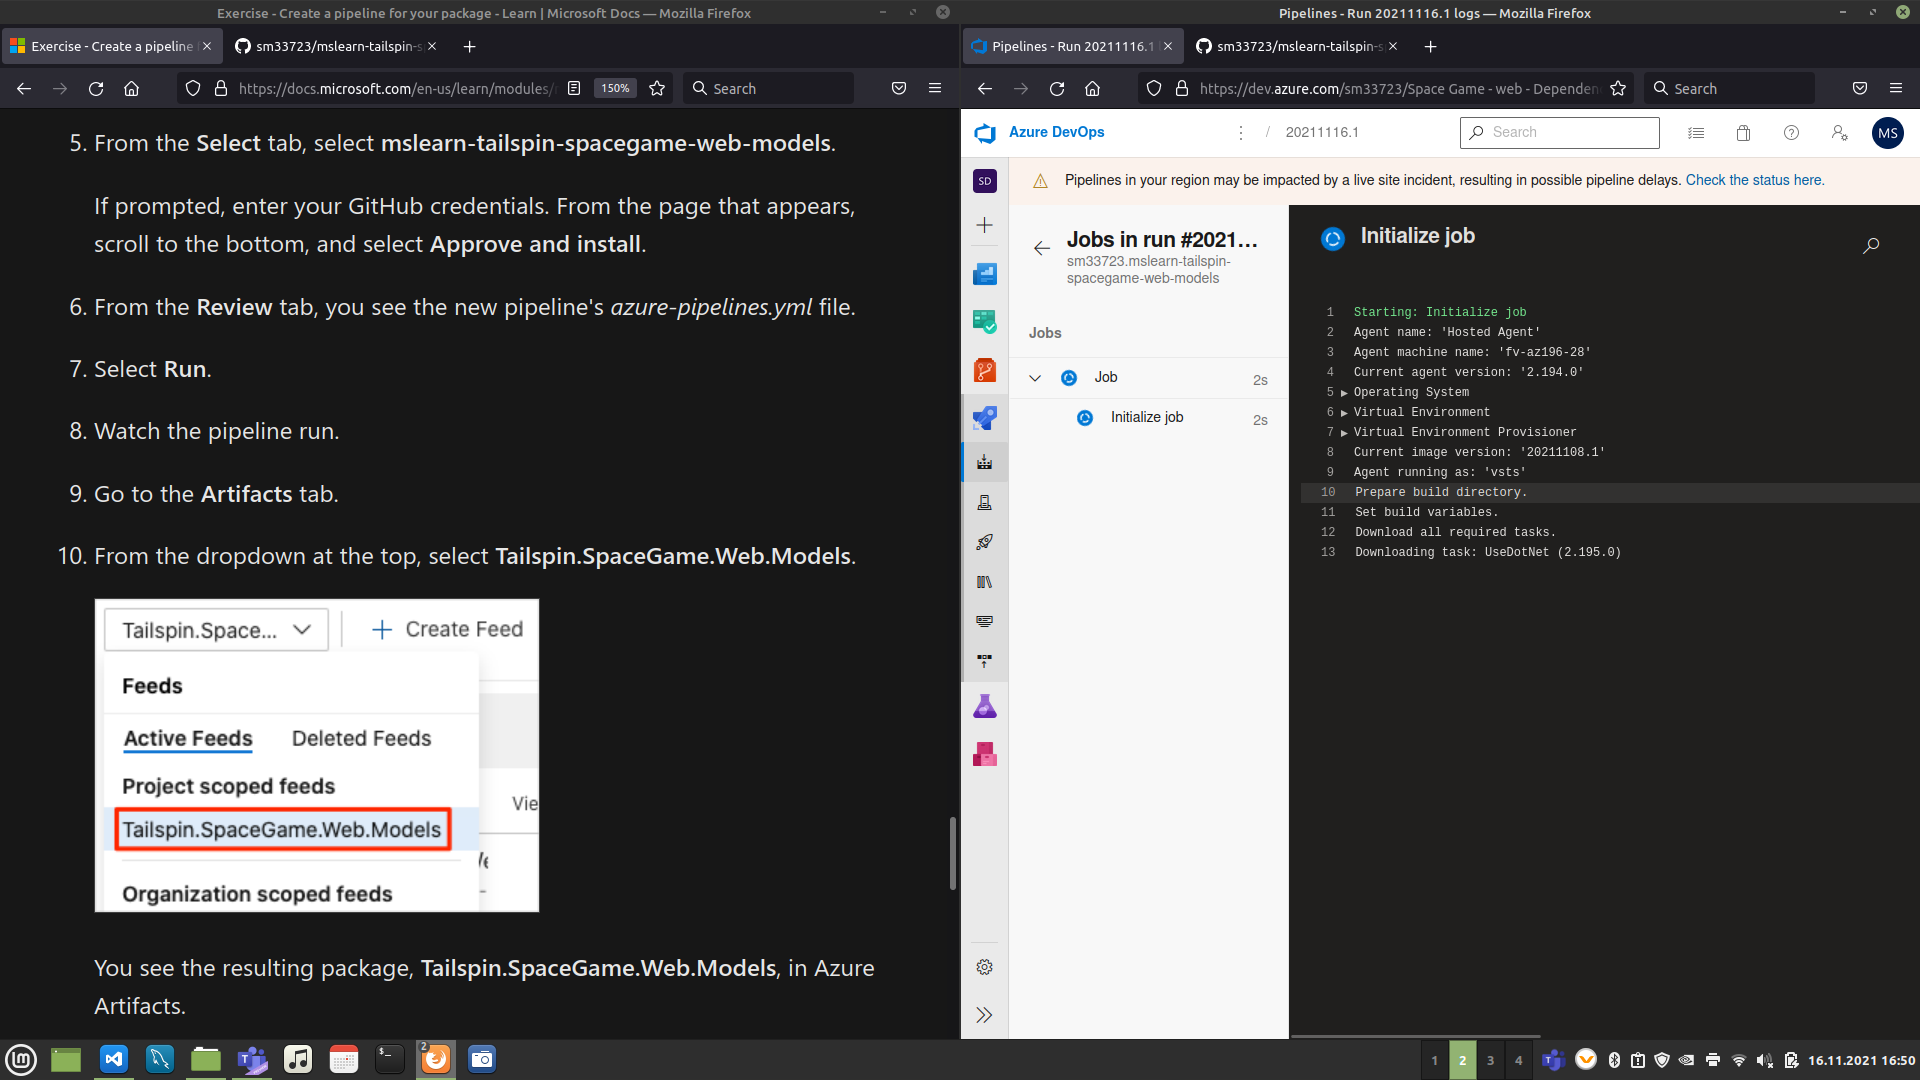 Exercise - Create a pipeline for your package - Learn | Microsoft Docs — Mozilla Firefox
Exercise - Create a pipeline
sm33723/mslearn-tailspin-s
https://docs.microsoft.com/en-us/learn/modules/
150%
Search
5. From the Select tab, select mslearn-tailspin-spacegame-web-models.
If prompted, enter your GitHub credentials. From the page that appears,
scroll to the bottom, and select Approve and install.
6. From the Review tab, you see the new pipeline's azure-pipelines.yml file.
7. Select Run.
8. Watch the pipeline run.
9. Go to the Artifacts tab.
10. From the dropdown at the top, select Tailspin.SpaceGame.Web.Models.
Tailspin.Space...
Create Feed
Feeds
Active Feeds
Deleted Feeds
Project scoped feeds
Vie
Tailspin.SpaceGame.Web.Models
Organization scoped feeds
You see the resulting package, Tailspin.SpaceGame.Web.Models, in Azure
Artifacts.
Pipelines - Run 20211116.1 logs — Mozilla Firefox
Pipelines - Run 20211116.1
sm33723/mslearn-tailspin-s
https://dev.azure.com/sm33723/Space Game - web - Dependen
Search
Azure DevOps
/ 20211116.1
Search
MS
SD
Pipelines in your region may be impacted by a live site incident, resulting in possible pipeline delays. Check the status here.
Jobs in run #2021...
sm33723.mslearn-tailspin-
spacegame-web-models
Jobs
Job 2s
Initialize job 2s
Initialize job
1 Starting: Initialize job
2 Agent name: 'Hosted Agent'
3 Agent machine name: 'fv-az196-28'
4 Current agent version: '2.194.0'
5 ▶ Operating System
6 ▶ Virtual Environment
7 ▶ Virtual Environment Provisioner
8 Current image version: '20211108.1'
9 Agent running as: 'vsts'
10 Prepare build directory.
11 Set build variables.
12 Download all required tasks.
13 Downloading task: UseDotNet (2.195.0)
2
1 2 3 4
16.11.2021 16:50